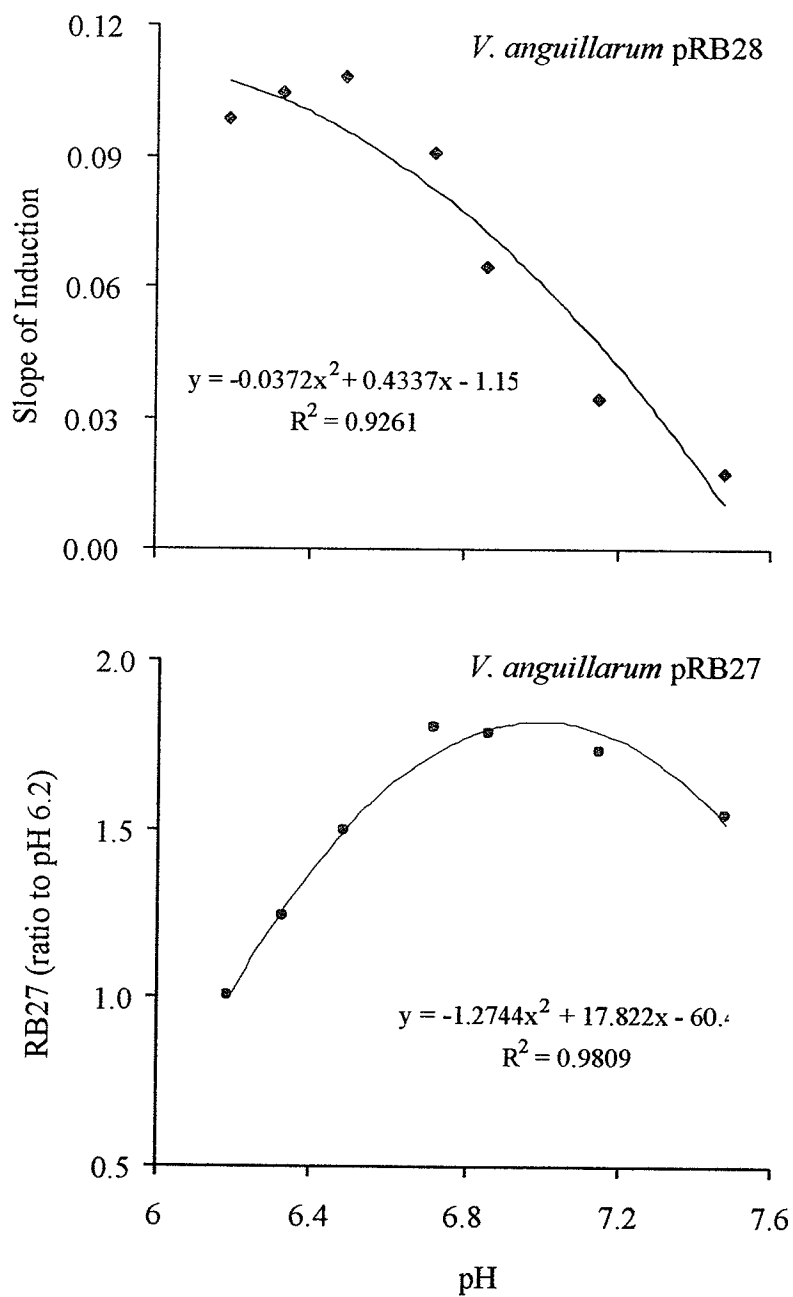 V. anguillarum pRB28
0.12
0.09
0.06
0.03
0.00
Slope of Induction
y = -0.0372x² + 0.4337x - 1.15
R² = 0.9261
V. anguillarum pRB27
2.0
1.5
1.0
0.5
RB27 (ratio to pH 6.2)
y = -1.2744x² + 17.822x - 60.
R² = 0.9809
6 6.4 6.8 7.2 7.6
pH